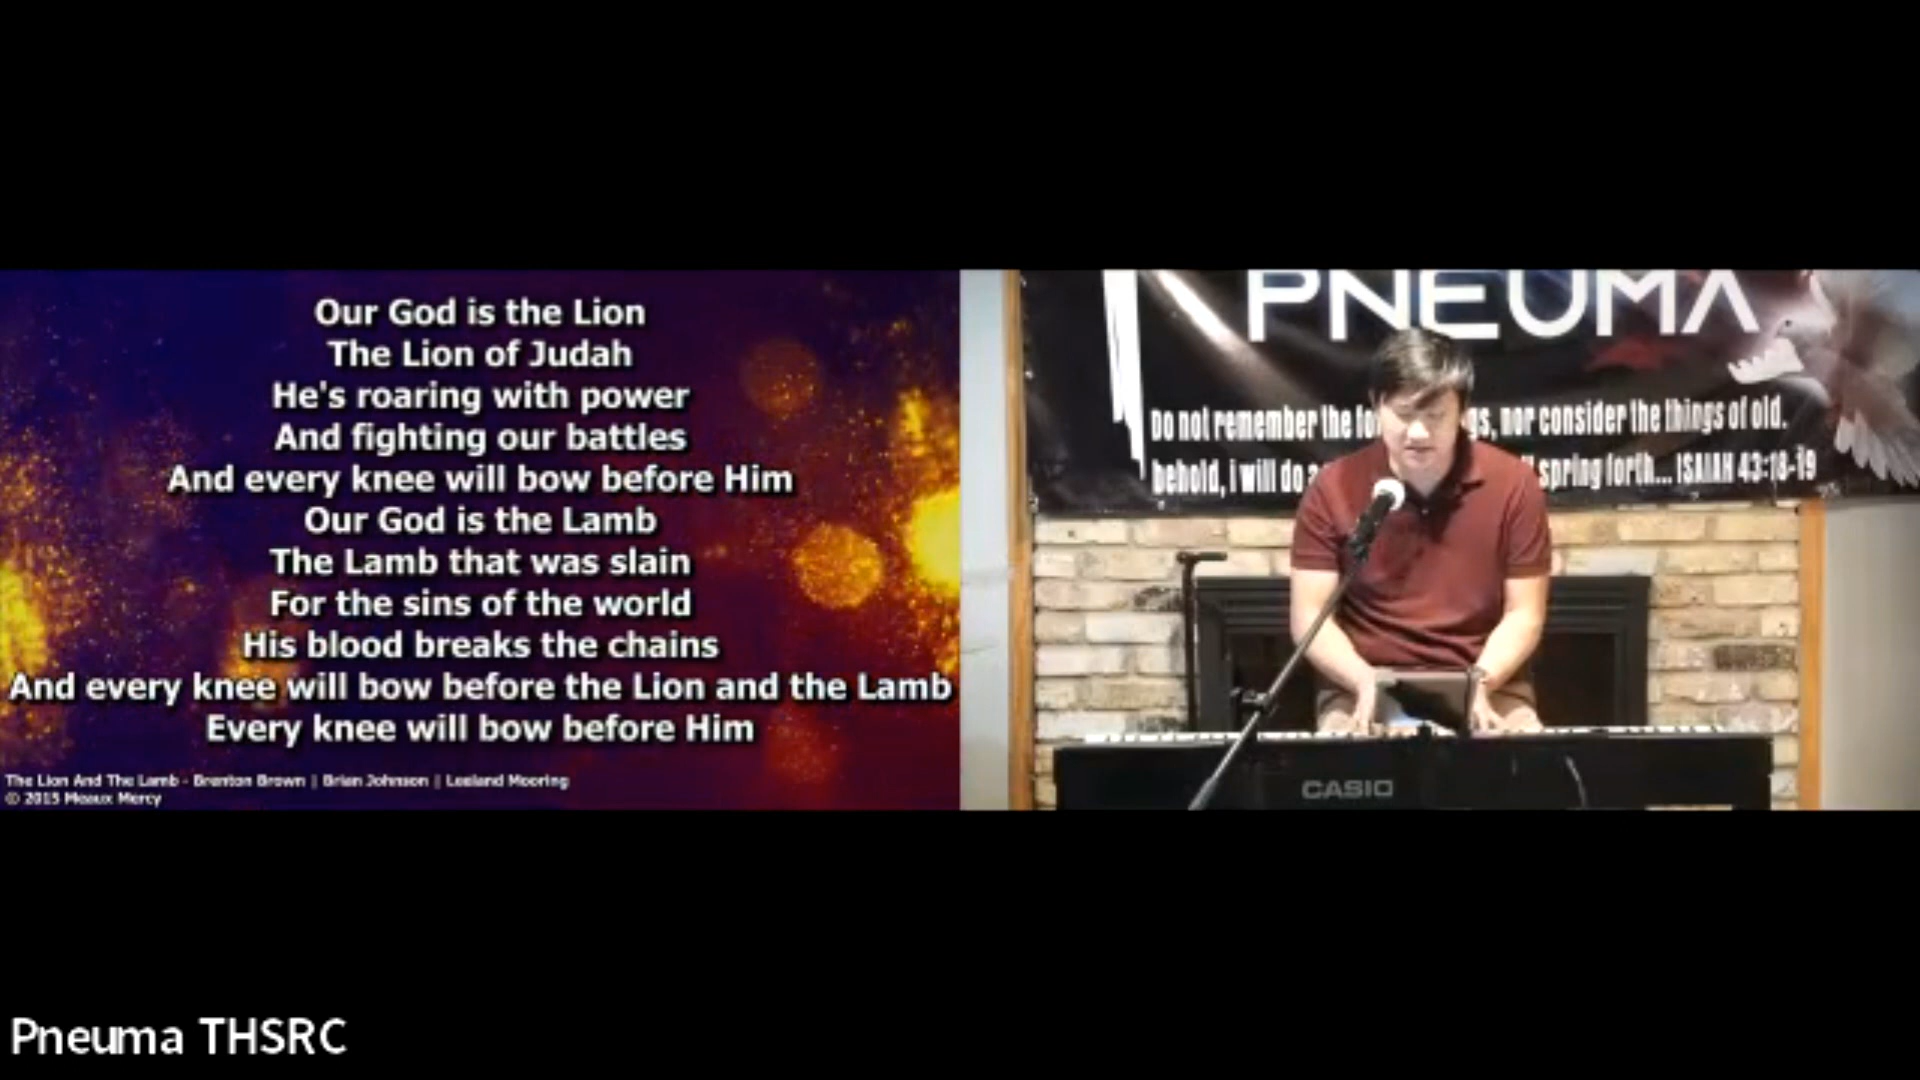 Our God is the Lion
The Lion of Judah
He's roaring with power
And fighting our battles
And every knee will bow before Him
Our God is the Lamb
The Lamb that was slain
For the sins of the world
His blood breaks the chains
And every knee will bow before the Lion and the Lamb
Every knee will bow before Him
The Lion And The Lamb - Brenton Brown | Brian Johnson | Leeland Mooring
© 2015 Meaux Mercy
PNEUMA
Do not remember the nor consider the things of old.
behold, i will do spring forth... ISAIAH 43:18-19
CASIO
Pneuma THSRC